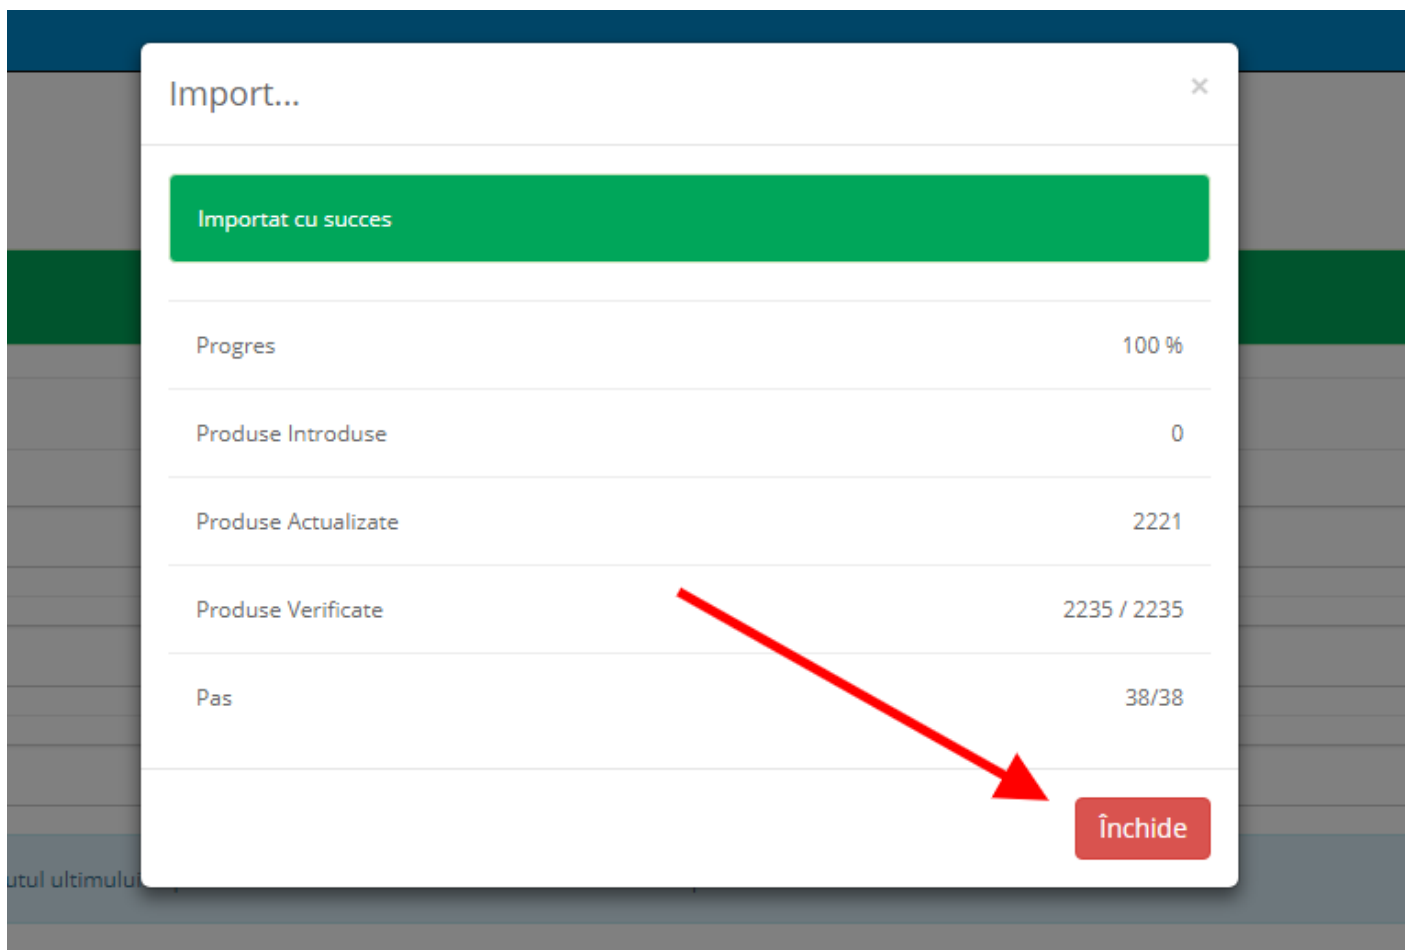 Import...
×
Importat cu succes
Progres 100 %
Produse Introduse 0
Produse Actualizate 2221
Produse Verificate 2235 / 2235
Pas 38/38
Închide
ultimului